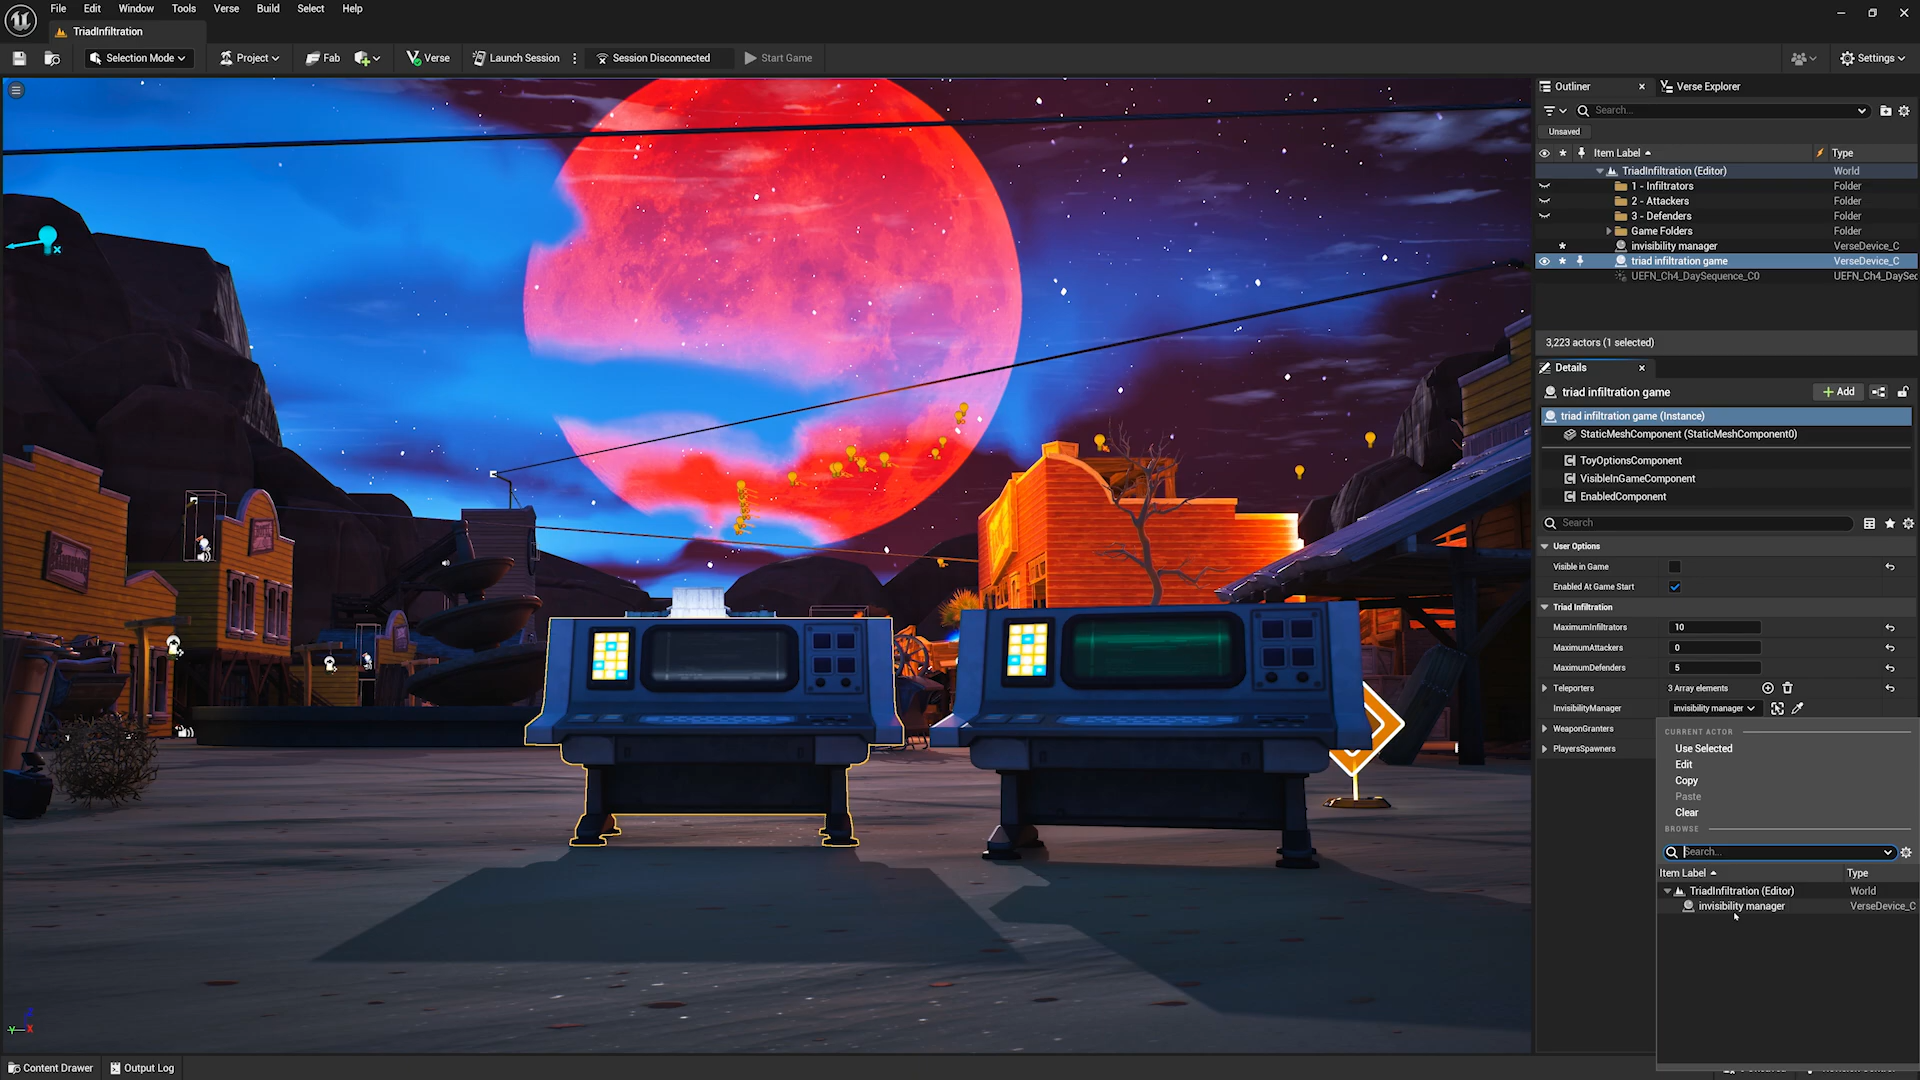 File Edit Window Tools Verse Build Select Help
TriadInfiltration
Selection Mode Project Fab Verse Launch Session Session Disconnected Start Game Settings
Outliner Verse Explorer
Search...
Unsaved
Item Label Type
TriadInfiltration (Editor) World
1 - Infiltrators Folder
2 - Attackers Folder
3 - Defenders Folder
Game Folders Folder
invisibility manager VerseDevice_C
triad infiltration game VerseDevice_C
UEFN_Ch4_DaySequence_C0 UEFN_Ch4_DaySec
3,223 actors (1 selected)
Details
triad infiltration game Add
triad infiltration game (Instance)
StaticMeshComponent (StaticMeshComponent0)
ToyOptionsComponent
VisibleInGameComponent
EnabledComponent
Search
User Options
Visible in Game
Enabled At Game Start
Triad Infiltration
MaximumInfiltrators 10
MaximumAttackers 0
MaximumDefenders 5
Teleporters 3 Array elements
InvisibilityManager invisibility manager
WeaponGranters
PlayersSpawners
CURRENT ACTOR
Use Selected
Edit
Copy
Paste
Clear
BROWSE
Search...
Item Label Type
TriadInfiltration (Editor) World
invisibility manager VerseDevice_C
Content Drawer Output Log